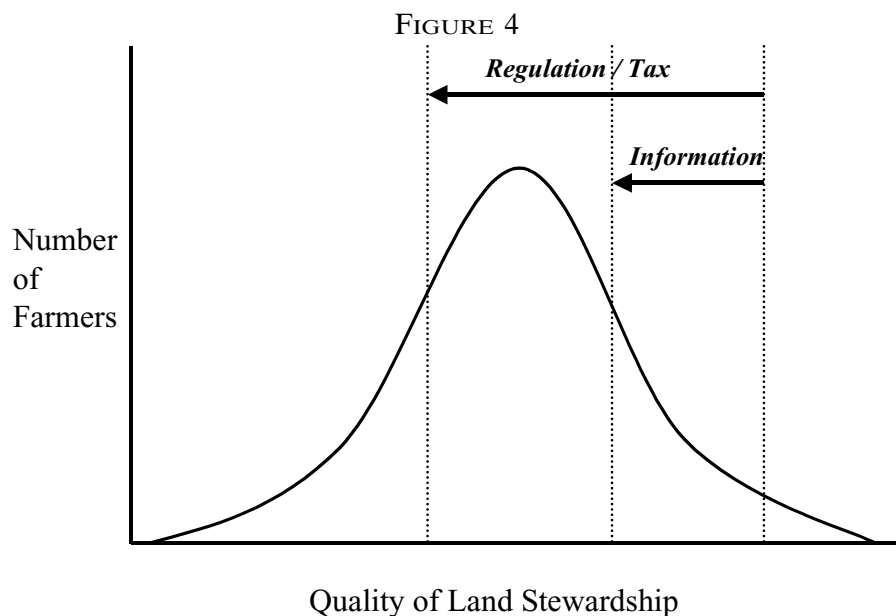 FIGURE 4
Regulation / Tax
Information
Number
of
Farmers
Quality of Land Stewardship